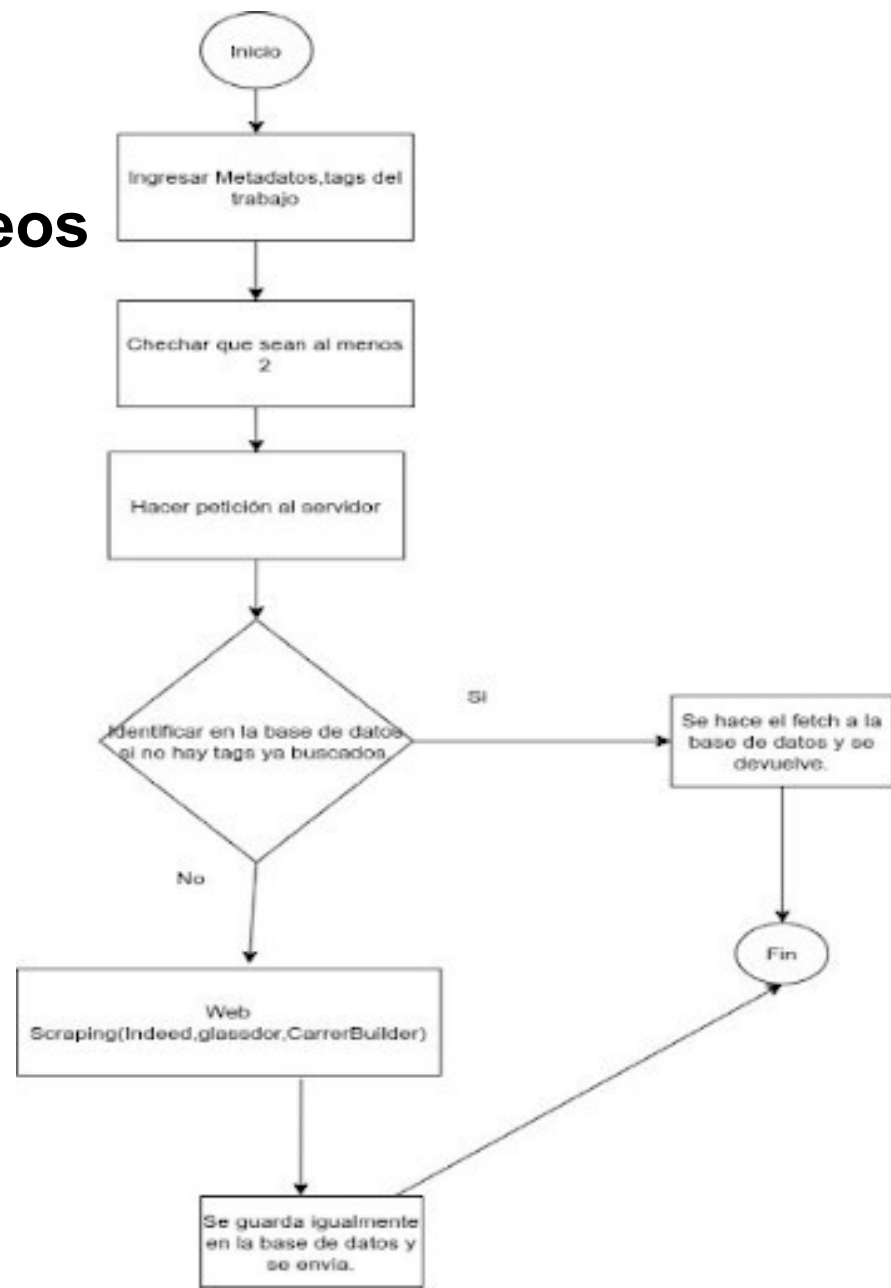 Inicio
Ingresar Metadatos,tags del
trabajo
eos
Chechar que sean al menos
2
Hacer petición al servidor
Identificar en la base de datos
si no hay tags ya buscados
Si
Se hace el fetch a la
base de datos y se
devuelve.
No
Fin
Web
Scraping(Indeed,glassdor,CarrerBuilder)
Se guarda igualmente
en la base de datos y
se envia.